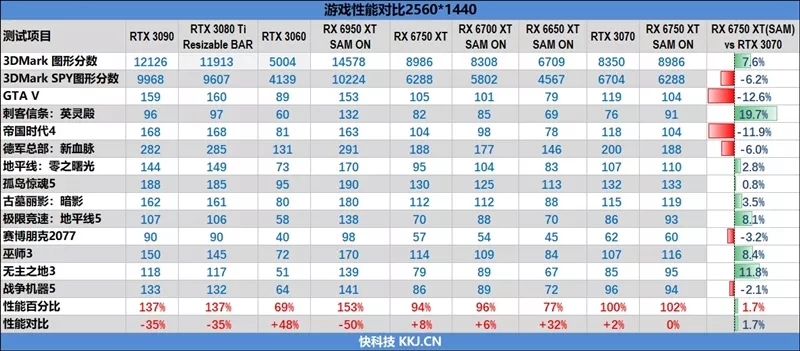 游戏性能对比2560*1440
测试项目 RTX 3090 RTX 3080 Ti Resizable BAR RTX 3060 RX 6950 XT SAM ON RX 6750 XT RX 6700 XT SAM ON RX 6650 XT SAM ON RTX 3070 RX 6750 XT SAM ON RX 6750 XT(SAM) vs RTX 3070
3DMark 图形分数 12126 11913 5004 14578 8986 8308 6709 8350 8986 7.6%
3DMark SPY图形分数 9968 9607 4139 10224 6288 5802 4567 6704 6288 -6.2%
GTA V 159 160 89 153 105 101 79 119 104 -12.6%
刺客信条：英灵殿 96 97 60 132 82 85 69 76 91 19.7%
帝国时代4 168 168 81 163 104 98 78 118 104 -11.9%
德军总部：新血脉 282 285 131 291 188 177 146 200 188 -6.0%
地平线：零之曙光 144 149 73 170 95 104 83 107 110 2.8%
孤岛惊魂5 188 185 95 190 130 125 113 132 133 0.8%
古墓丽影：暗影 162 161 80 180 112 112 88 115 119 3.5%
极限竞速：地平线5 107 106 58 138 70 88 70 86 93 8.1%
赛博朋克2077 90 90 40 98 57 54 45 62 60 -3.2%
巫师3 150 145 72 170 114 109 84 107 116 8.4%
无主之地3 118 117 51 139 79 89 67 85 95 11.8%
战争机器5 133 132 64 141 86 89 72 96 94 -2.1%
性能百分比 137% 137% 69% 153% 94% 96% 77% 100% 102% 1.7%
性能对比 -35% -35% +48% -50% +8% +6% +32% +2% 0% 1.7%
快科技 KKJ.CN